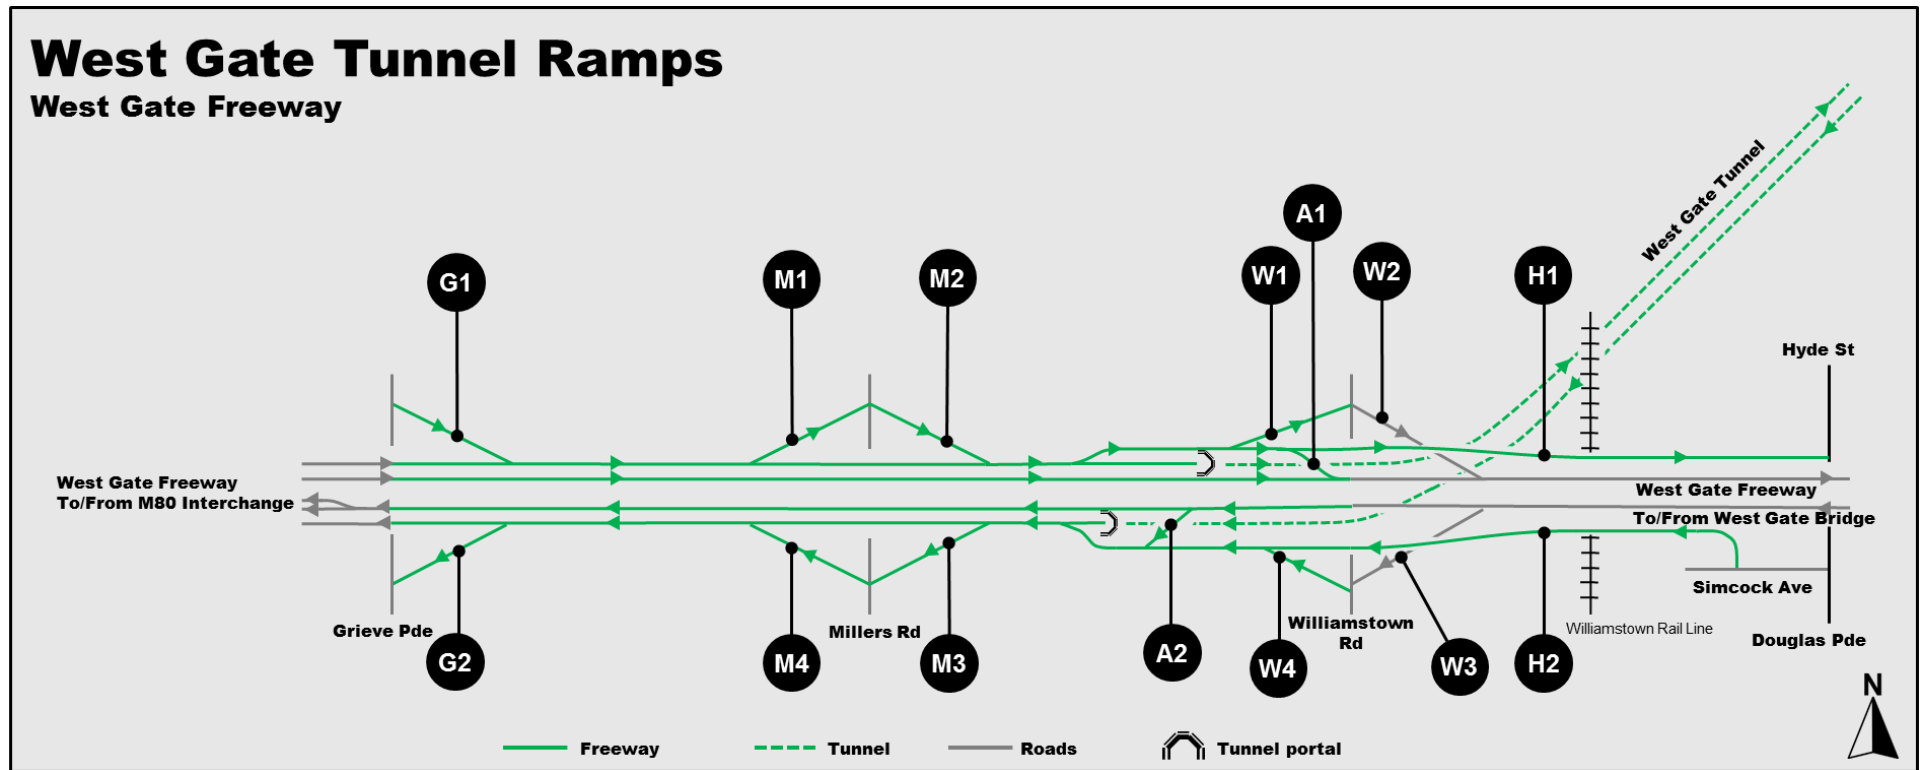 West Gate Tunnel Ramps
West Gate Freeway
A1
G1
M1
M2
W1
W2
H1
West Gate Tunnel
Hyde St
West Gate Freeway
To/From M80 Interchange
West Gate Freeway
To/From West Gate Bridge
Simcock Ave
Grieve Pde
Millers Rd
Williamstown
Rd
Williamstown Rail Line
Douglas Pde
G2
M4
M3
A2
W4
W3
H2
N
Freeway
Tunnel
Roads
Tunnel portal